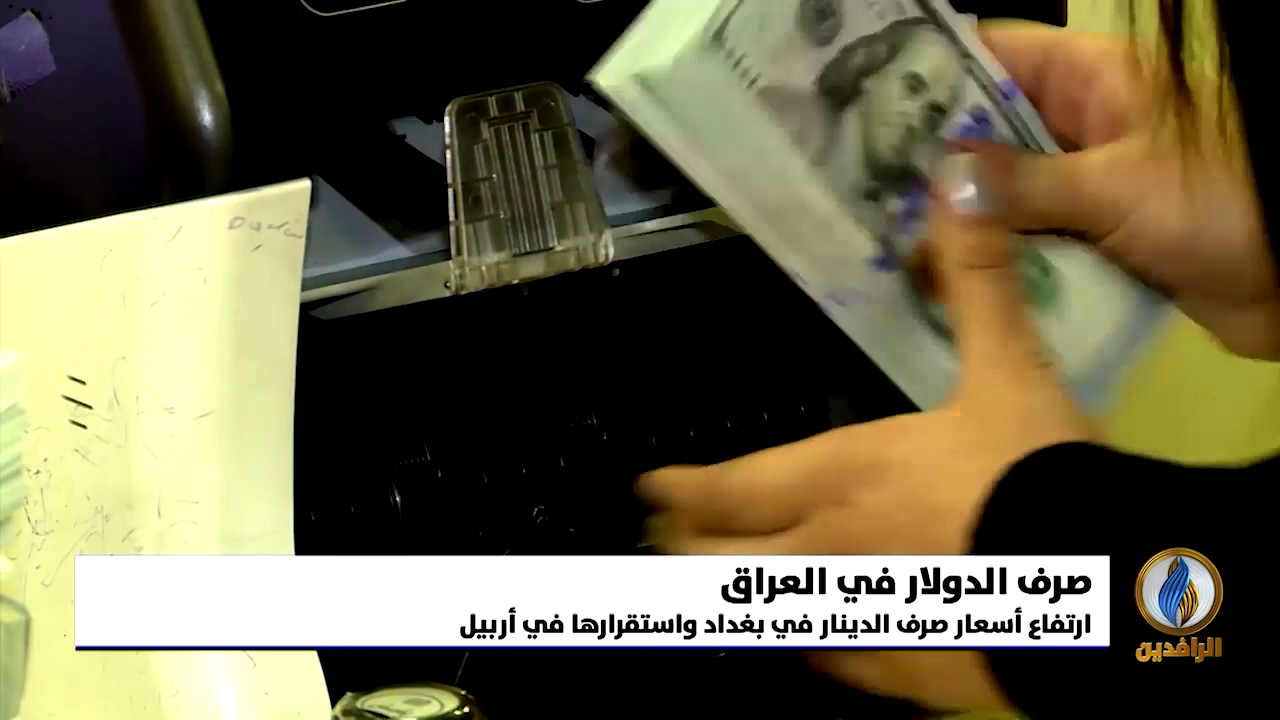 صرف الدولار في العراق
ارتفاع أسعار صرف الدينار في بغداد واستقرارها في أربيل
الرافدين